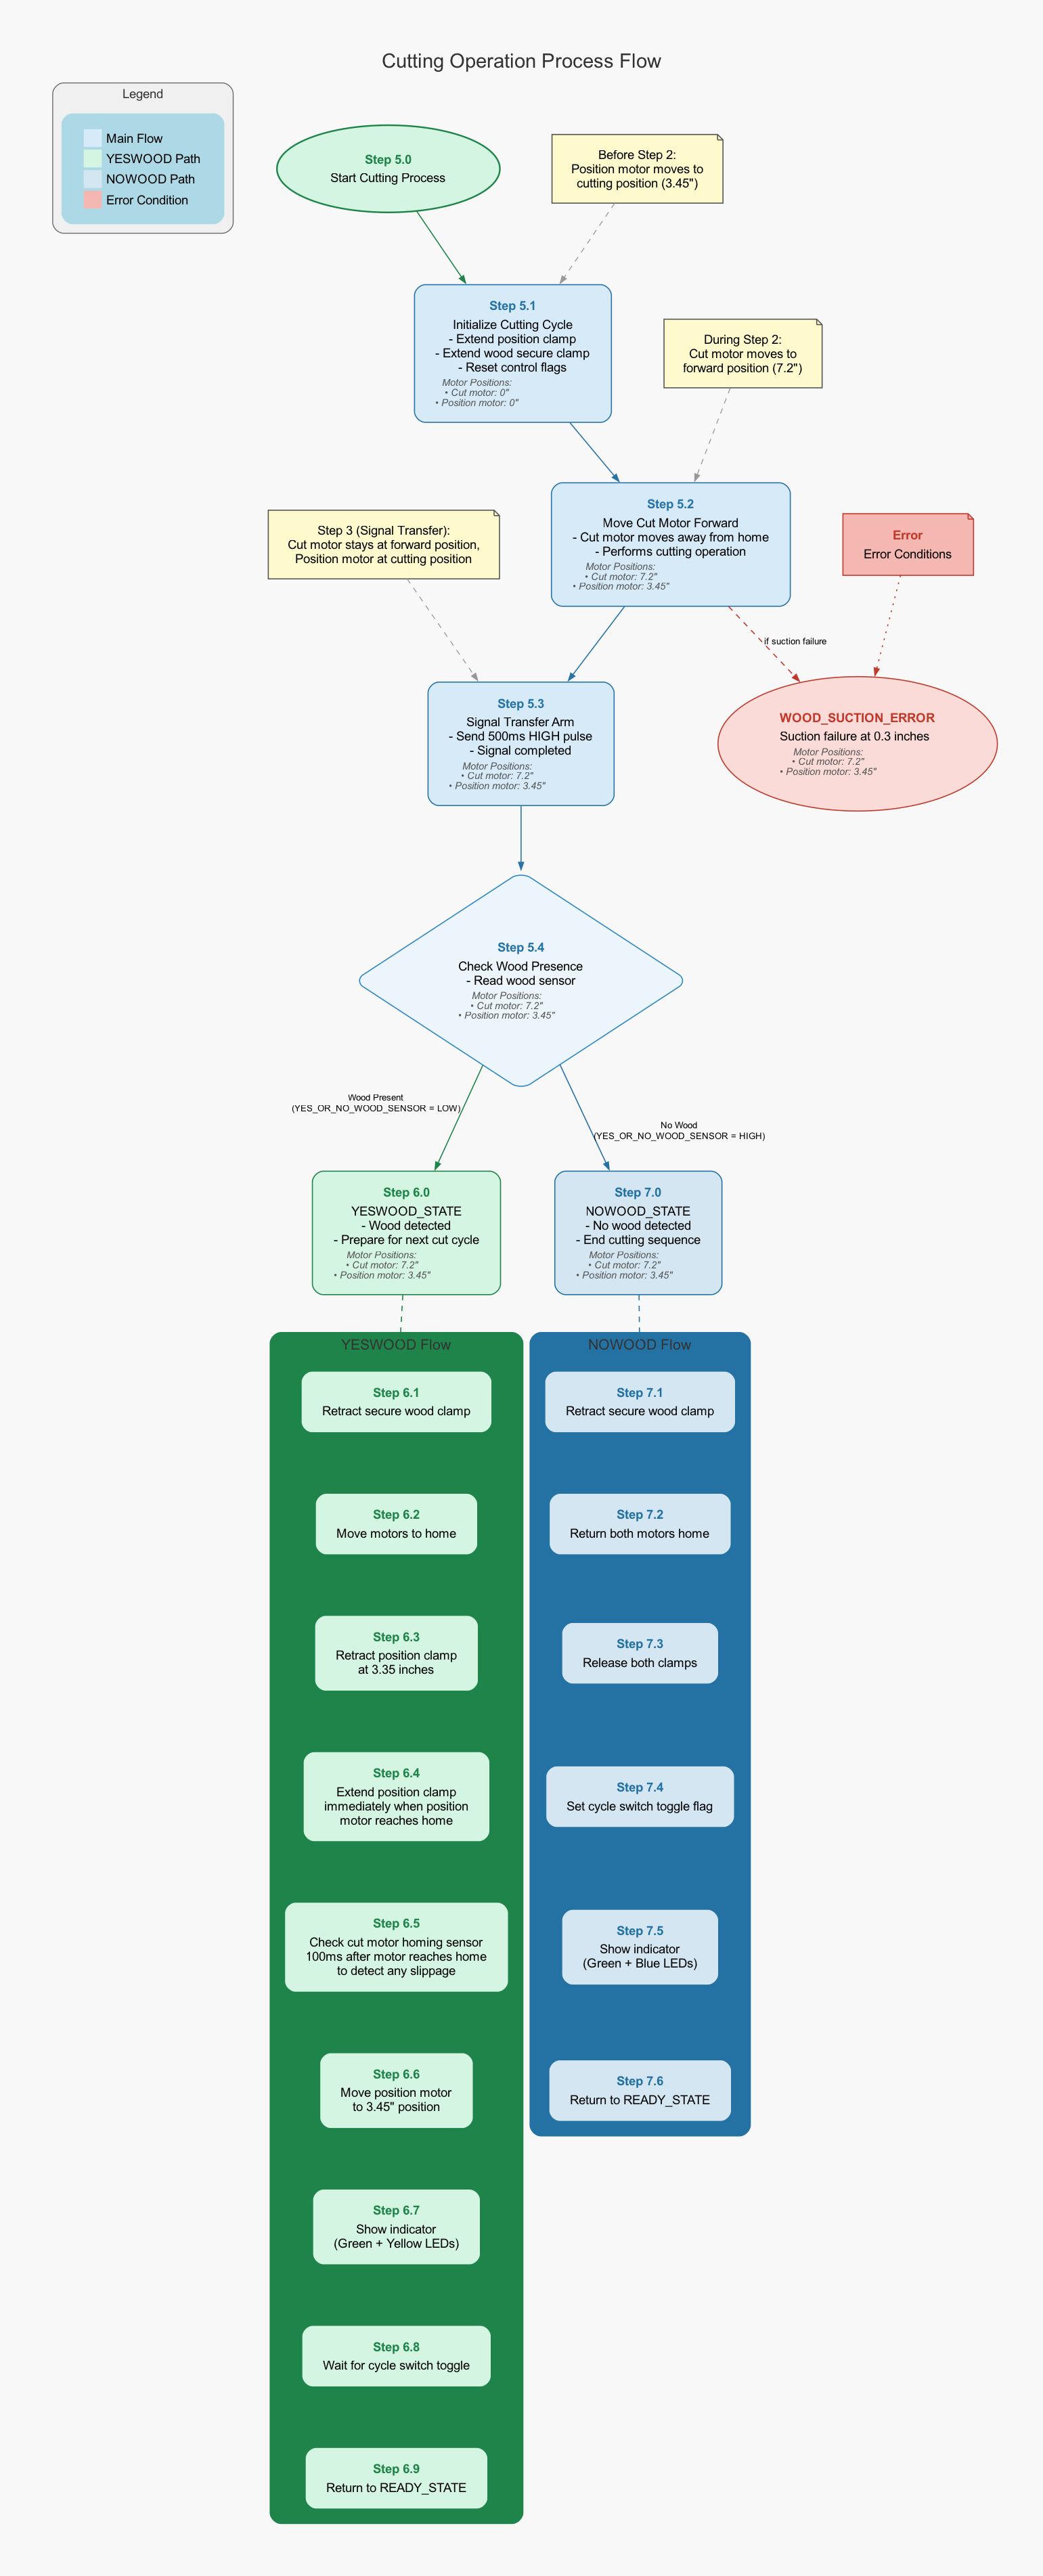 Cutting Operation Process Flow
Legend
Main Flow
YESWOOD Path
NOWOOD Path
Error Condition
Step 5.0
Start Cutting Process
Before Step 2:
Position motor moves to
cutting position (3.45")
Step 5.1
Initialize Cutting Cycle
- Extend position clamp
- Extend wood secure clamp
- Reset control flags
Motor Positions:
• Cut motor: 0"
• Position motor: 0"
During Step 2:
Cut motor moves to
forward position (7.2")
Step 5.2
Move Cut Motor Forward
- Cut motor moves away from home
- Performs cutting operation
Motor Positions:
• Cut motor: 7.2"
• Position motor: 3.45"
Step 3 (Signal Transfer):
Cut motor stays at forward position,
Position motor at cutting position
Error
Error Conditions
if suction failure
Step 5.3
Signal Transfer Arm
- Send 500ms HIGH pulse
- Signal completed
Motor Positions:
• Cut motor: 7.2"
• Position motor: 3.45"
WOOD_SUCTION_ERROR
Suction failure at 0.3 inches
Motor Positions:
• Cut motor: 7.2"
• Position motor: 3.45"
Step 5.4
Check Wood Presence
- Read wood sensor
Motor Positions:
• Cut motor: 7.2"
• Position motor: 3.45"
Wood Present
(YES_OR_NO_WOOD_SENSOR = LOW)
No Wood
(YES_OR_NO_WOOD_SENSOR = HIGH)
Step 6.0
YESWOOD_STATE
- Wood detected
- Prepare for next cut cycle
Motor Positions:
• Cut motor: 7.2"
• Position motor: 3.45"
Step 7.0
NOWOOD_STATE
- No wood detected
- End cutting sequence
Motor Positions:
• Cut motor: 7.2"
• Position motor: 3.45"
YESWOOD Flow
Step 6.1
Retract secure wood clamp
Step 6.2
Move motors to home
Step 6.3
Retract position clamp
at 3.35 inches
Step 6.4
Extend position clamp
immediately when position
motor reaches home
Step 6.5
Check cut motor homing sensor
100ms after motor reaches home
to detect any slippage
Step 6.6
Move position motor
to 3.45" position
Step 6.7
Show indicator
(Green + Yellow LEDs)
Step 6.8
Wait for cycle switch toggle
Step 6.9
Return to READY_STATE
NOWOOD Flow
Step 7.1
Retract secure wood clamp
Step 7.2
Return both motors home
Step 7.3
Release both clamps
Step 7.4
Set cycle switch toggle flag
Step 7.5
Show indicator
(Green + Blue LEDs)
Step 7.6
Return to READY_STATE